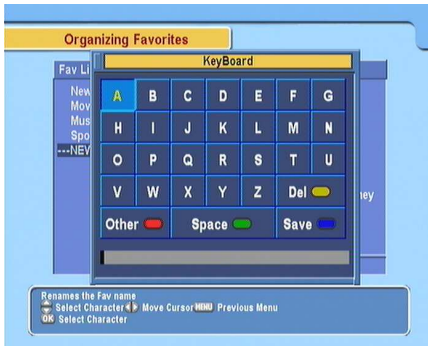 Organizing Favorites
KeyBoard
Fav Li
New
Mov
Mus
Spo
---NEW
A B C D E F G
H I J K L M N
O P Q R S T U
V W X Y Z Del
ney
Other Space Save
Renames the Fav name
Select Character Move Cursor MENU Previous Menu
OK Select Character